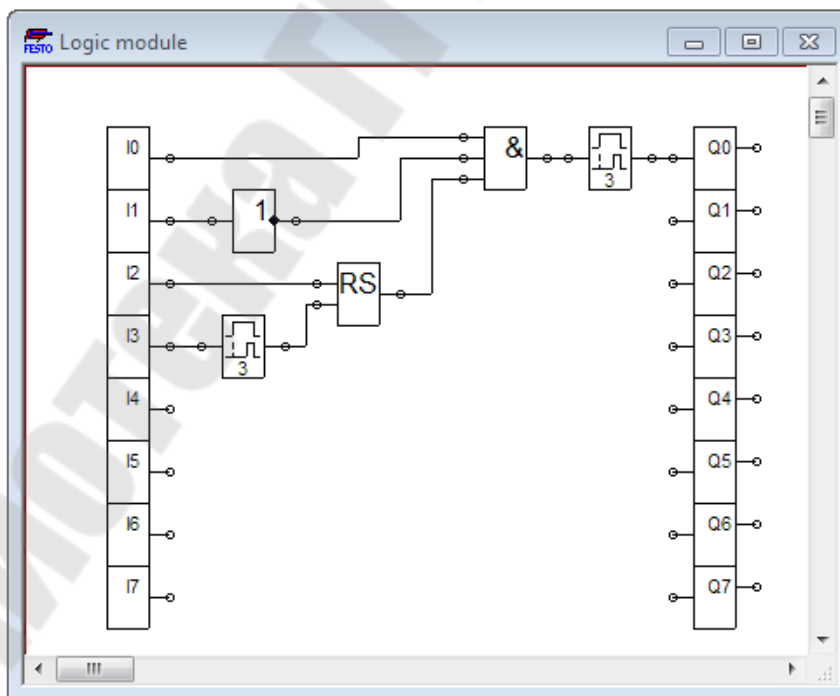 FESTO Logic module
I0 & Q0
3
I1 1 Q1
I2 RS Q2
I3 Q3
3
I4 Q4
I5 Q5
I6 Q6
I7 Q7